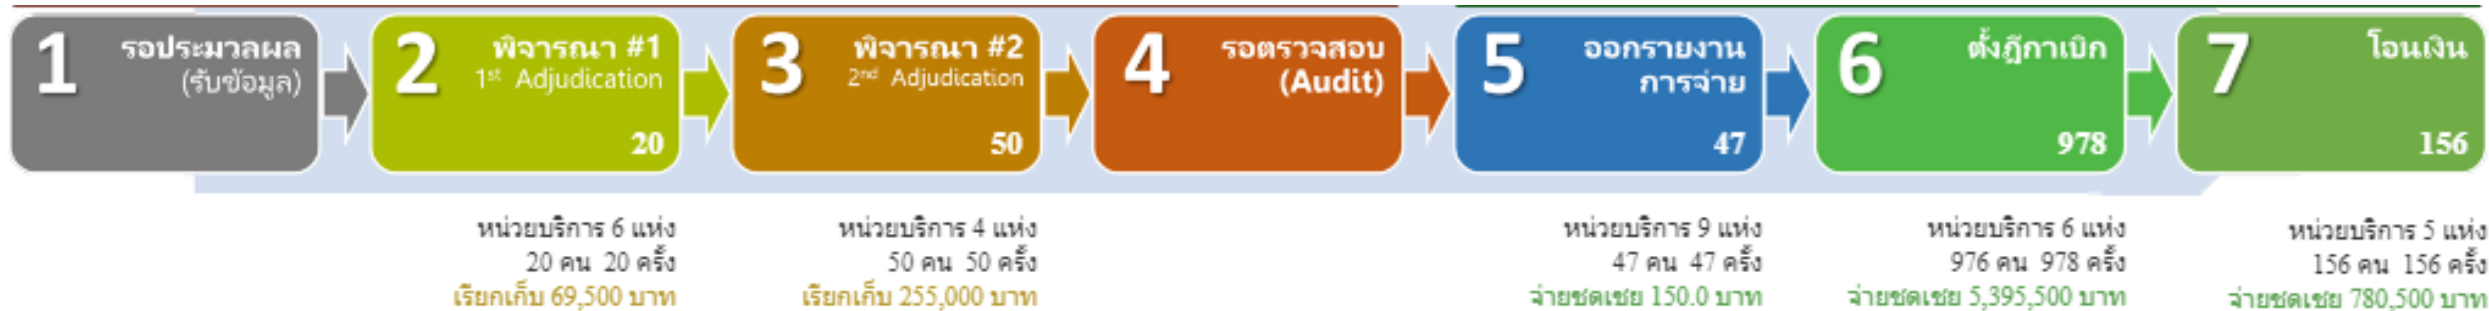 1
รอประมวลผล
(รับข้อมูล)
2
พิจารณา #1
1st Adjudication
20
3
พิจารณา #2
2nd Adjudication
50
4
รอตรวจสอบ
(Audit)
5
ออกรายงาน
การจ่าย
47
6
ตั้งฎีกาเบิก
978
7
โอนเงิน
156
หน่วยบริการ 6 แห่ง
20 คน 20 ครั้ง
เรียกเก็บ 69,500 บาท
หน่วยบริการ 4 แห่ง
50 คน 50 ครั้ง
เรียกเก็บ 255,000 บาท
หน่วยบริการ 9 แห่ง
47 คน 47 ครั้ง
จ่ายชดเชย 150.0 บาท
หน่วยบริการ 6 แห่ง
976 คน 978 ครั้ง
จ่ายชดเชย 5,395,500 บาท
หน่วยบริการ 5 แห่ง
156 คน 156 ครั้ง
จ่ายชดเชย 780,500 บาท